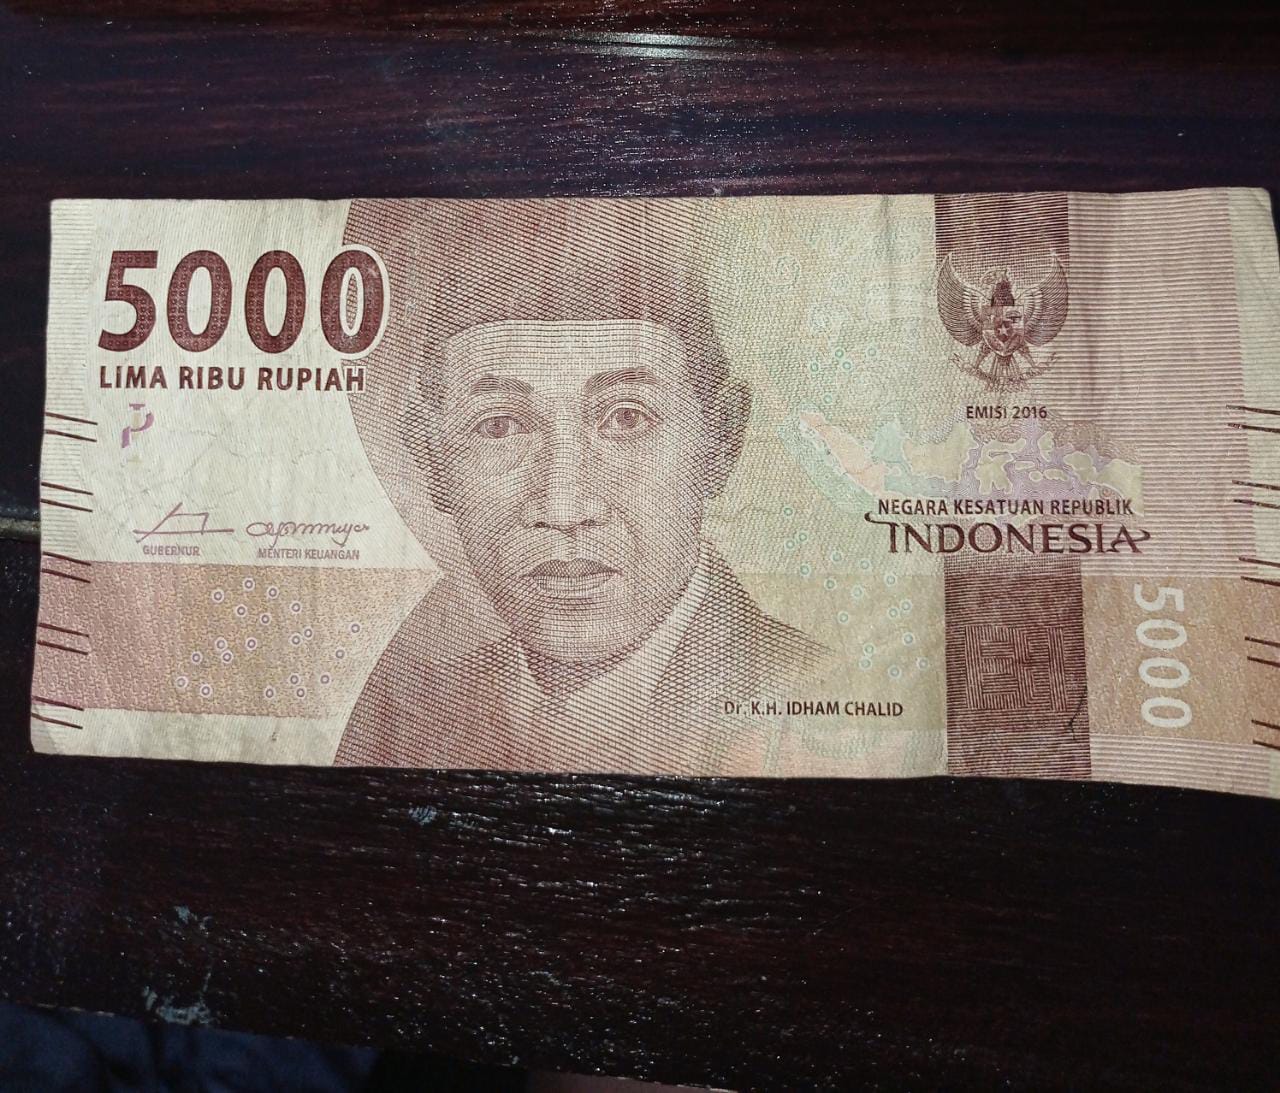 5000
LIMA RIBU RUPIAH
GUBERNUR
MENTERI KEUANGAN
EMISI 2016
NEGARA KESATUAN REPUBLIK
INDONESIA
5000
Dr. K.H. IDHAM CHALID